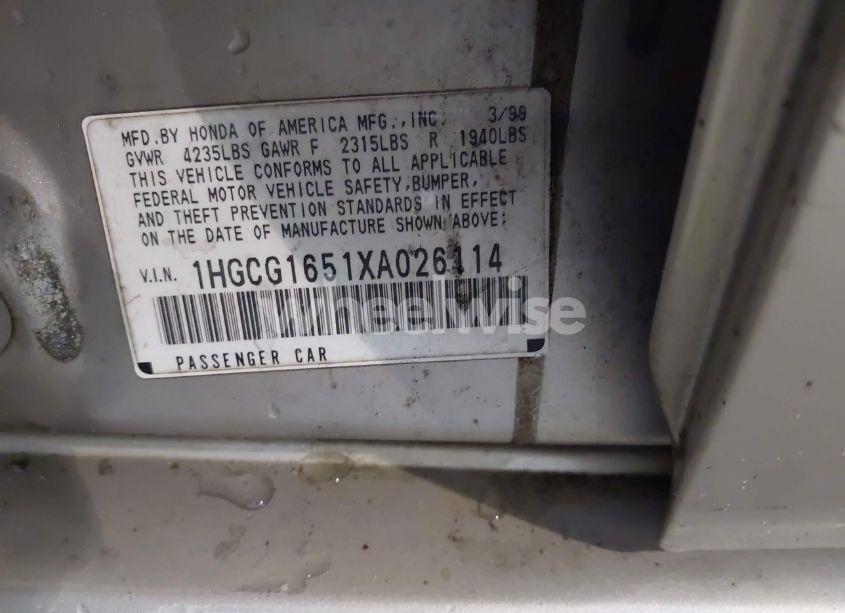 MFD.BY HONDA OF AMERICA MFG.,INC. 3/99
GVWR 4235LBS GAWR F 2315LBS R 1940LBS
THIS VEHICLE CONFORMS TO ALL APPLICABLE
FEDERAL MOTOR VEHICLE SAFETY,BUMPER,
AND THEFT PREVENTION STANDARDS IN EFFECT
ON THE DATE OF MANUFACTURE SHOWN ABOVE:
V.I.N. 1HGCG1651XA026114
wheelwise
PASSENGER CAR